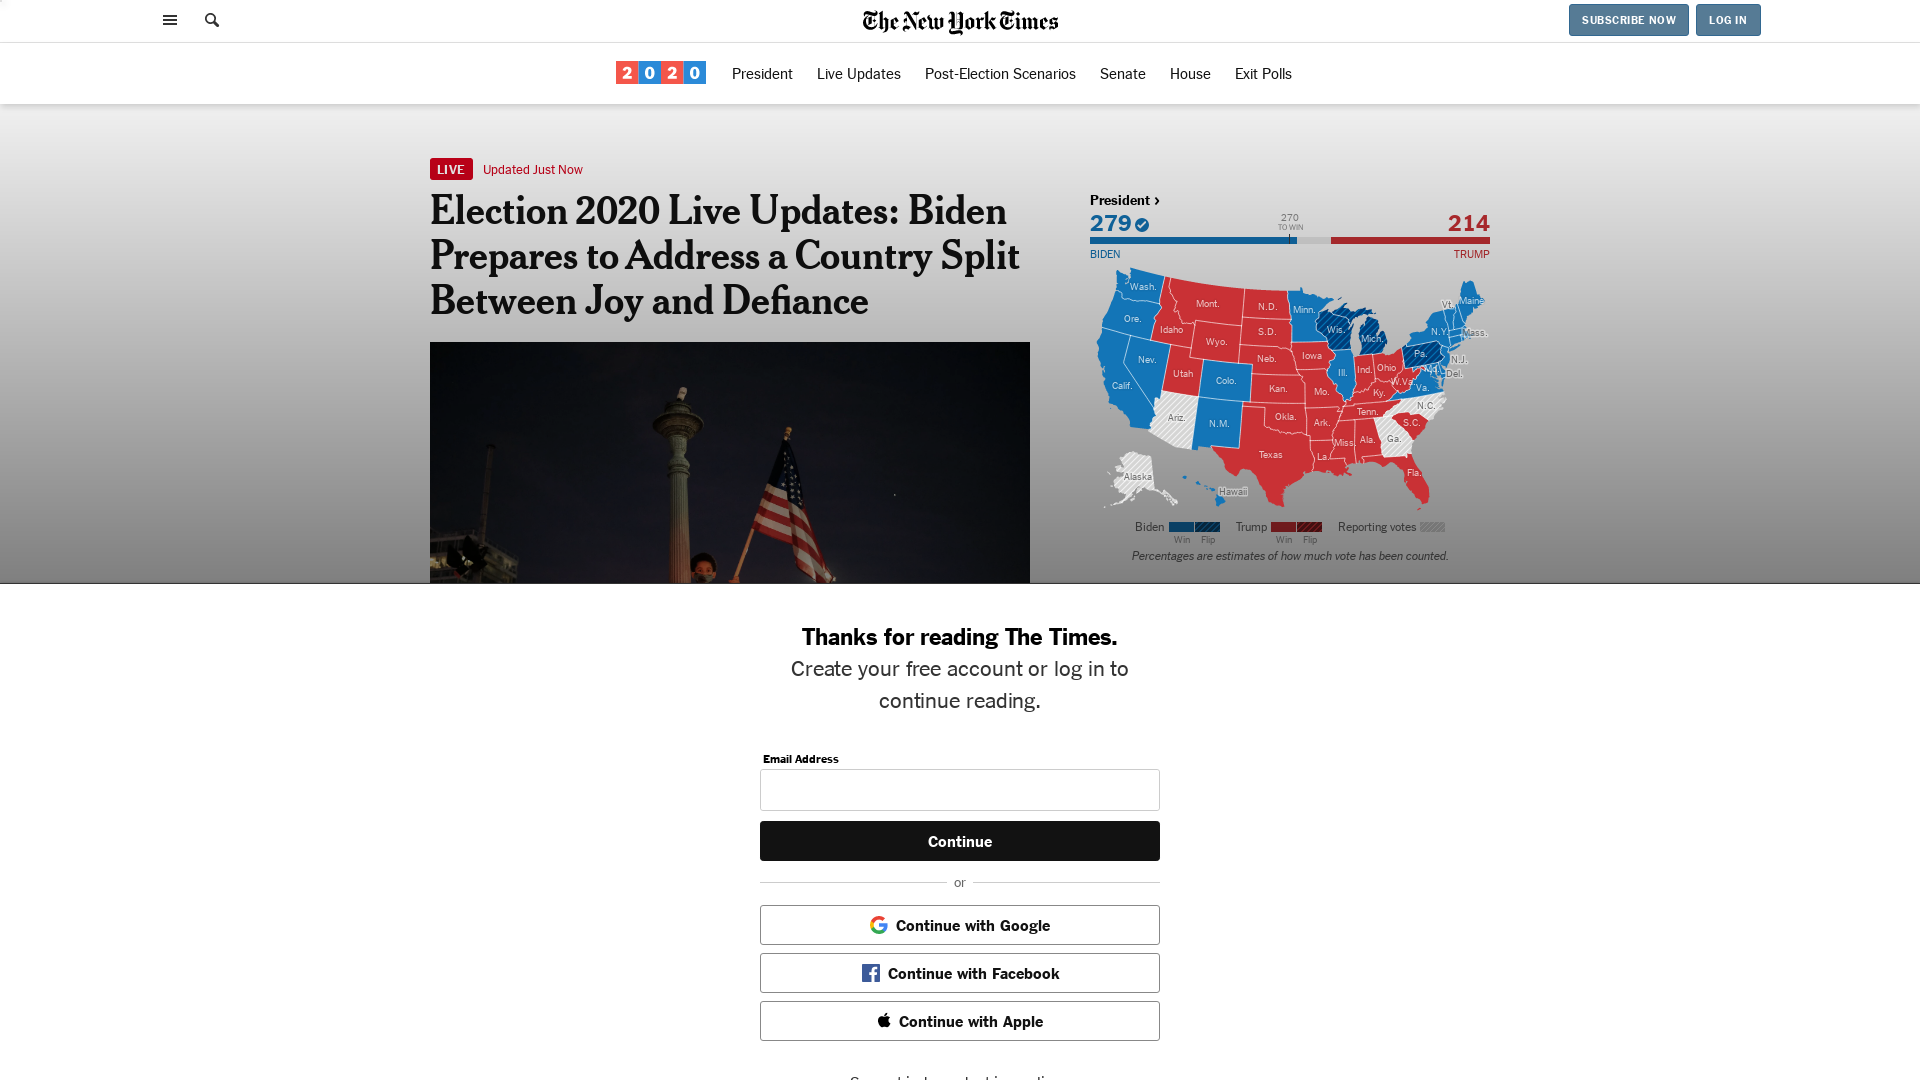 The New York Times
SUBSCRIBE NOW
LOG IN
2020
President
Live Updates
Post-Election Scenarios
Senate
House
Exit Polls
LIVE
Updated Just Now
Election 2020 Live Updates: Biden
Prepares to Address a Country Split
Between Joy and Defiance
President ›
279
270
TO WIN
214
BIDEN
TRUMP
Wash.
Mont.
N.D.
Minn.
Vt.
Maine
Ore.
Idaho
S.D.
Wis.
N.Y.
Mass.
Wyo.
Mich.
Nev.
Neb.
Iowa
Pa.
N.J.
Utah
Colo.
Ill.
Ind.
Ohio
Md.
Del.
Calif.
Kan.
Mo.
Ky.
W.Va.
Va.
Ariz.
N.M.
Okla.
Ark.
Tenn.
N.C.
S.C.
Texas
La.
Miss.
Ala.
Ga.
Alaska
Hawaii
Fla.
Biden
Trump
Reporting votes
Win Flip
Win Flip
Percentages are estimates of how much vote has been counted.
Thanks for reading The Times.
Create your free account or log in to
continue reading.
Email Address
Continue
or
Continue with Google
Continue with Facebook
Continue with Apple